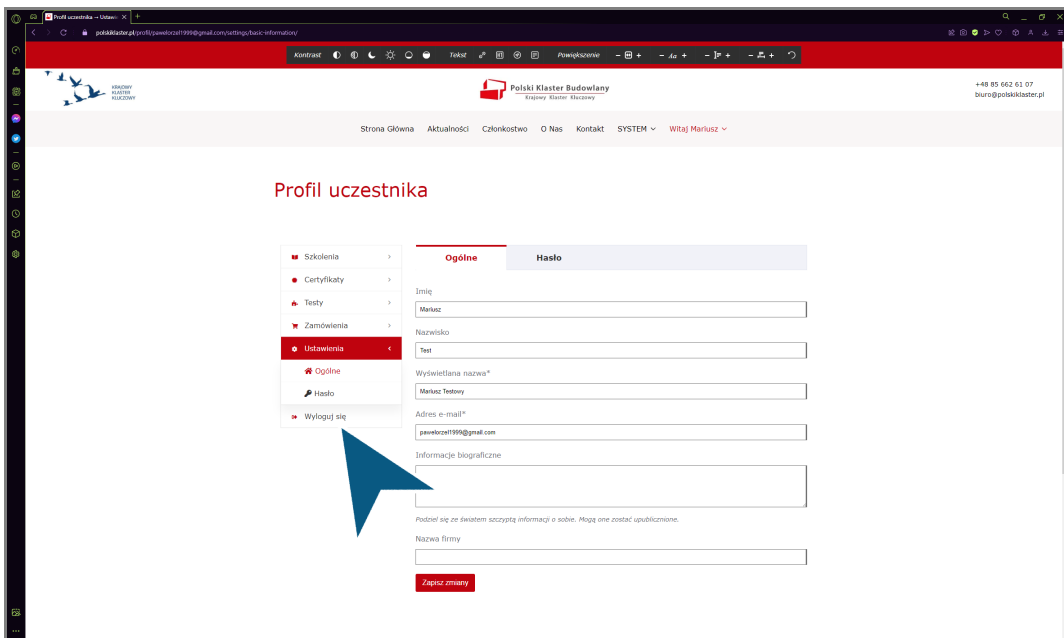 Profil uczestnika → Ustawie
polskiklaster.pl/profil/pawelorzel1999@gmail.com/settings/basic-information/
Kontrast Tekst Powiększenie - + - Aa + - + - +
KRAJOWY
KLASTER
KLUCZOWY
Polski Klaster Budowlany
Krajowy Klaster Kluczowy
+48 85 662 61 07
biuro@polskiklaster.pl
Strona Główna Aktualności Członkostwo O Nas Kontakt SYSTEM Witaj Mariusz
Profil uczestnika
Szkolenia
Certyfikaty
Testy
Zamówienia
Ustawienia
Ogólne
Hasło
Wyloguj się
Ogólne Hasło
Imię
Mariusz
Nazwisko
Test
Wyświetlana nazwa*
Mariusz Testowy
Adres e-mail*
pawelorzel1999@gmail.com
Informacje biograficzne
Podziel się ze światem szczyptą informacji o sobie. Mogą one zostać upublicznione.
Nazwa firmy
Zapisz zmiany